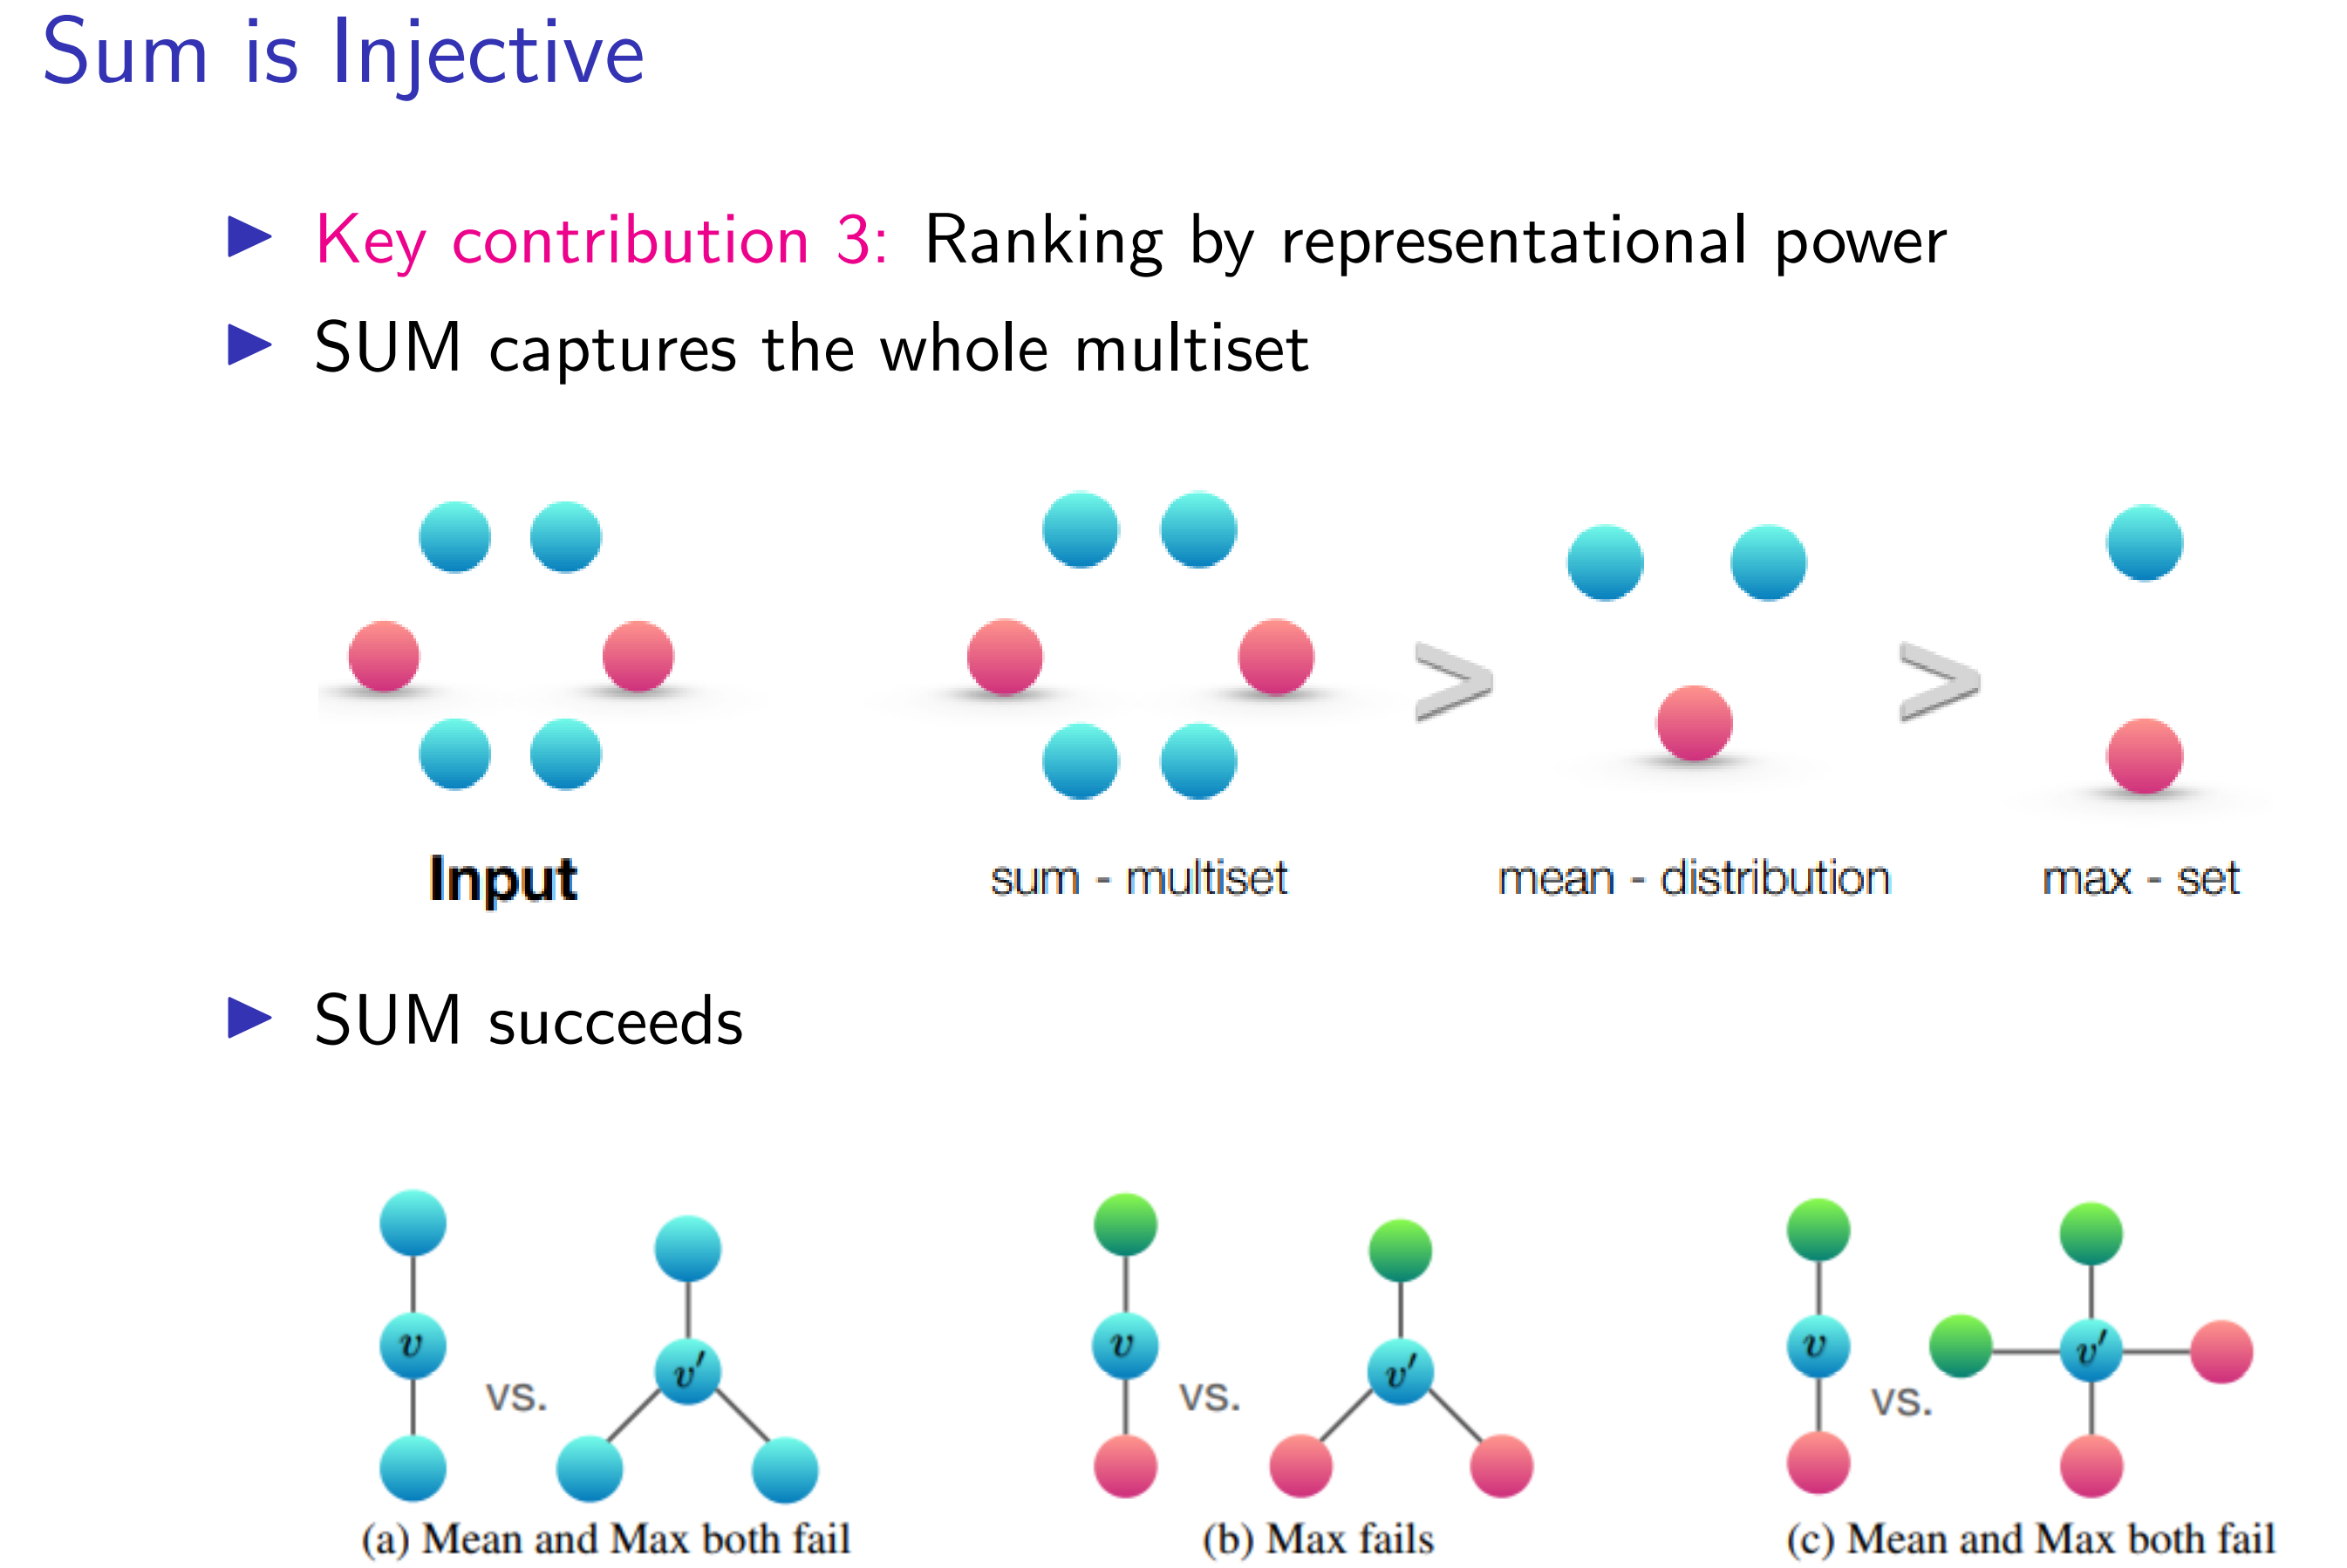 Sum is Injective
▶ Key contribution 3: Ranking by representational power
▶ SUM captures the whole multiset
> >
Input sum - multiset mean - distribution max - set
▶ SUM succeeds
v vs. v′ v vs. v′ v vs. v′
(a) Mean and Max both fail (b) Max fails (c) Mean and Max both fail